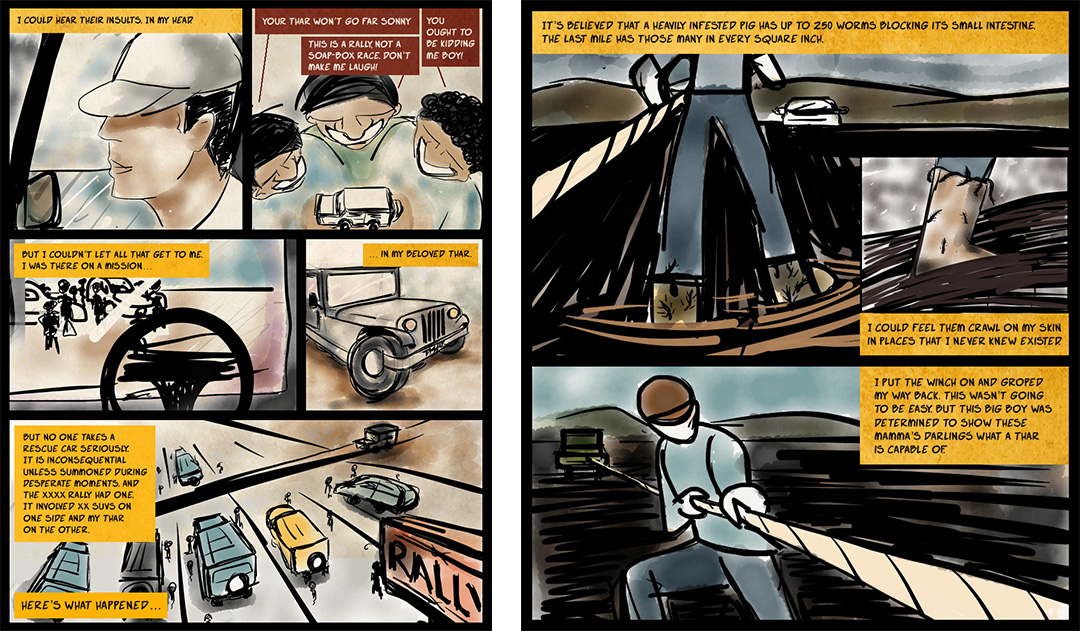 I COULD HEAR THEIR INSULTS. IN MY HEAD
YOUR THAR WON'T GO FAR SONNY
THIS IS A RALLY, NOT A
SOAP-BOX RACE. DON'T
MAKE ME LAUGH!
YOU
OUGHT TO
BE KIDDING
ME BOY!
BUT I COULDN'T LET ALL THAT GET TO ME.
I WAS THERE ON A MISSION...
... IN MY BELOVED THAR.
BUT NO ONE TAKES A
RESCUE CAR SERIOUSLY.
IT IS INCONSEQUENTIAL
UNLESS SUMMONED DURING
DESPERATE MOMENTS. AND
THE XXXX RALLY HAD ONE.
IT INVOLVED XX SUVS ON
ONE SIDE AND MY THAR
ON THE OTHER.
RALLY
HERE'S WHAT HAPPENED...
IT'S BELIEVED THAT A HEAVILY INFESTED PIG HAS UP TO 250 WORMS BLOCKING ITS SMALL INTESTINE.
THE LAST MILE HAS THOSE MANY IN EVERY SQUARE INCH.
I COULD FEEL THEM CRAWL ON MY SKIN
IN PLACES THAT I NEVER KNEW EXISTED
I PUT THE WINCH ON AND GROPED
MY WAY BACK. THIS WASN'T GOING
TO BE EASY. BUT THIS BIG BOY WAS
DETERMINED TO SHOW THESE
MAMMA'S DARLINGS WHAT A THAR
IS CAPABLE OF.